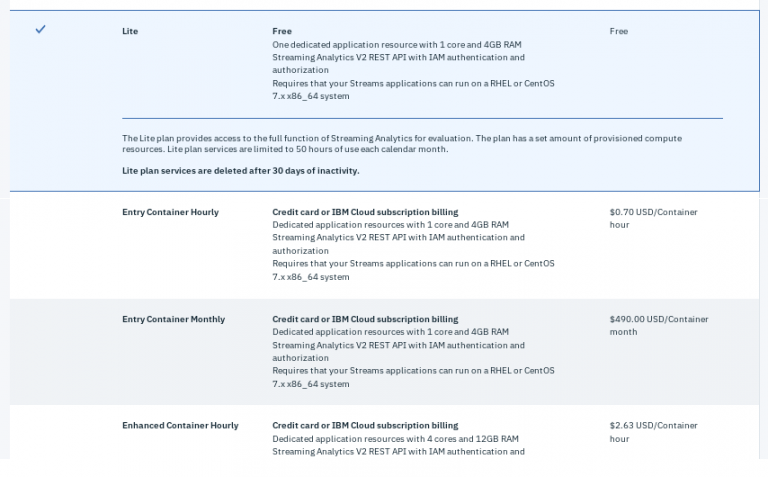 Lite
Free
Free
One dedicated application resource with 1 core and 4GB RAM
Streaming Analytics V2 REST API with IAM authentication and
authorization
Requires that your Streams applications can run on a RHEL or CentOS
7.x x86_64 system
The Lite plan provides access to the full function of Streaming Analytics for evaluation. The plan has a set amount of provisioned compute
resources. Lite plan services are limited to 50 hours of use each calendar month.
Lite plan services are deleted after 30 days of inactivity.
Entry Container Hourly
Credit card or IBM Cloud subscription billing
$0.70 USD/Container
hour
Dedicated application resources with 1 core and 4GB RAM
Streaming Analytics V2 REST API with IAM authentication and
authorization
Requires that your Streams applications can run on a RHEL or CentOS
7.x x86_64 system
Entry Container Monthly
Credit card or IBM Cloud subscription billing
$490.00 USD/Container
month
Dedicated application resources with 1 core and 4GB RAM
Streaming Analytics V2 REST API with IAM authentication and
authorization
Requires that your Streams applications can run on a RHEL or CentOS
7.x x86_64 system
Enhanced Container Hourly
Credit card or IBM Cloud subscription billing
$2.63 USD/Container
hour
Dedicated application resources with 4 cores and 12GB RAM
Streaming Analytics V2 REST API with IAM authentication and